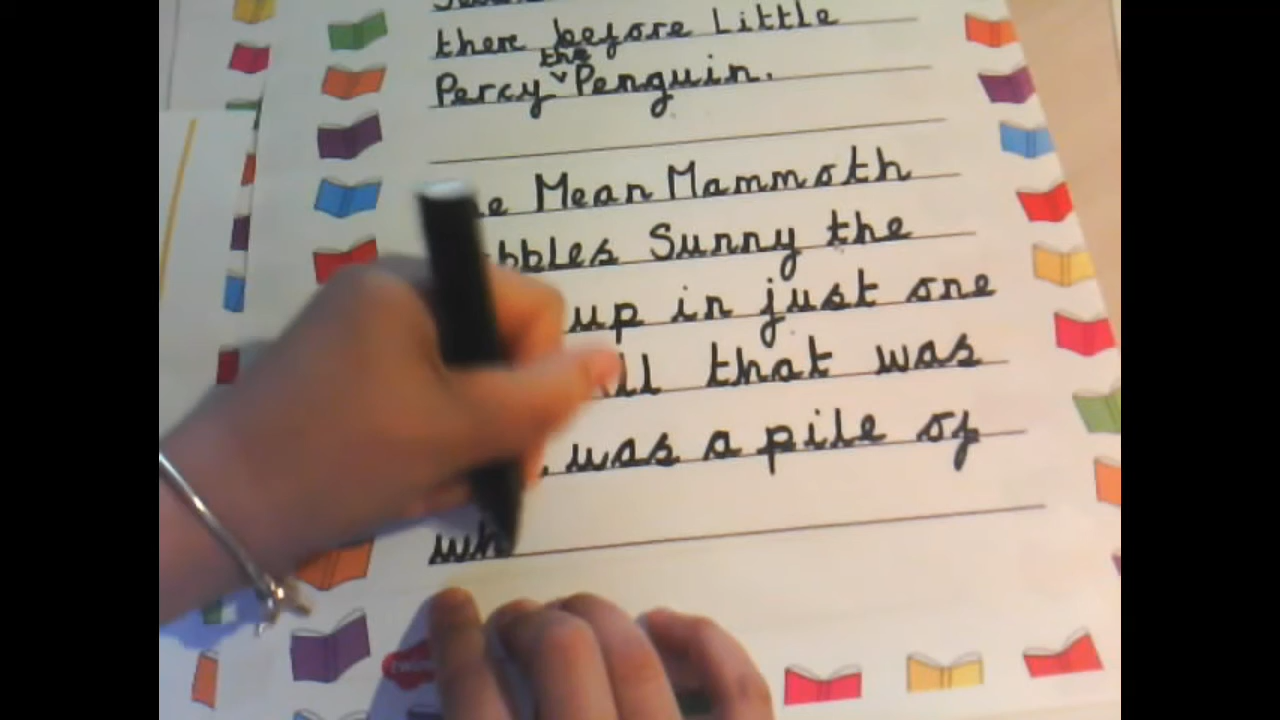 there before Little
the
Percy Penguin.
Mean Mammoth
Sunny the
up in just one
that was
was a pile of
wh